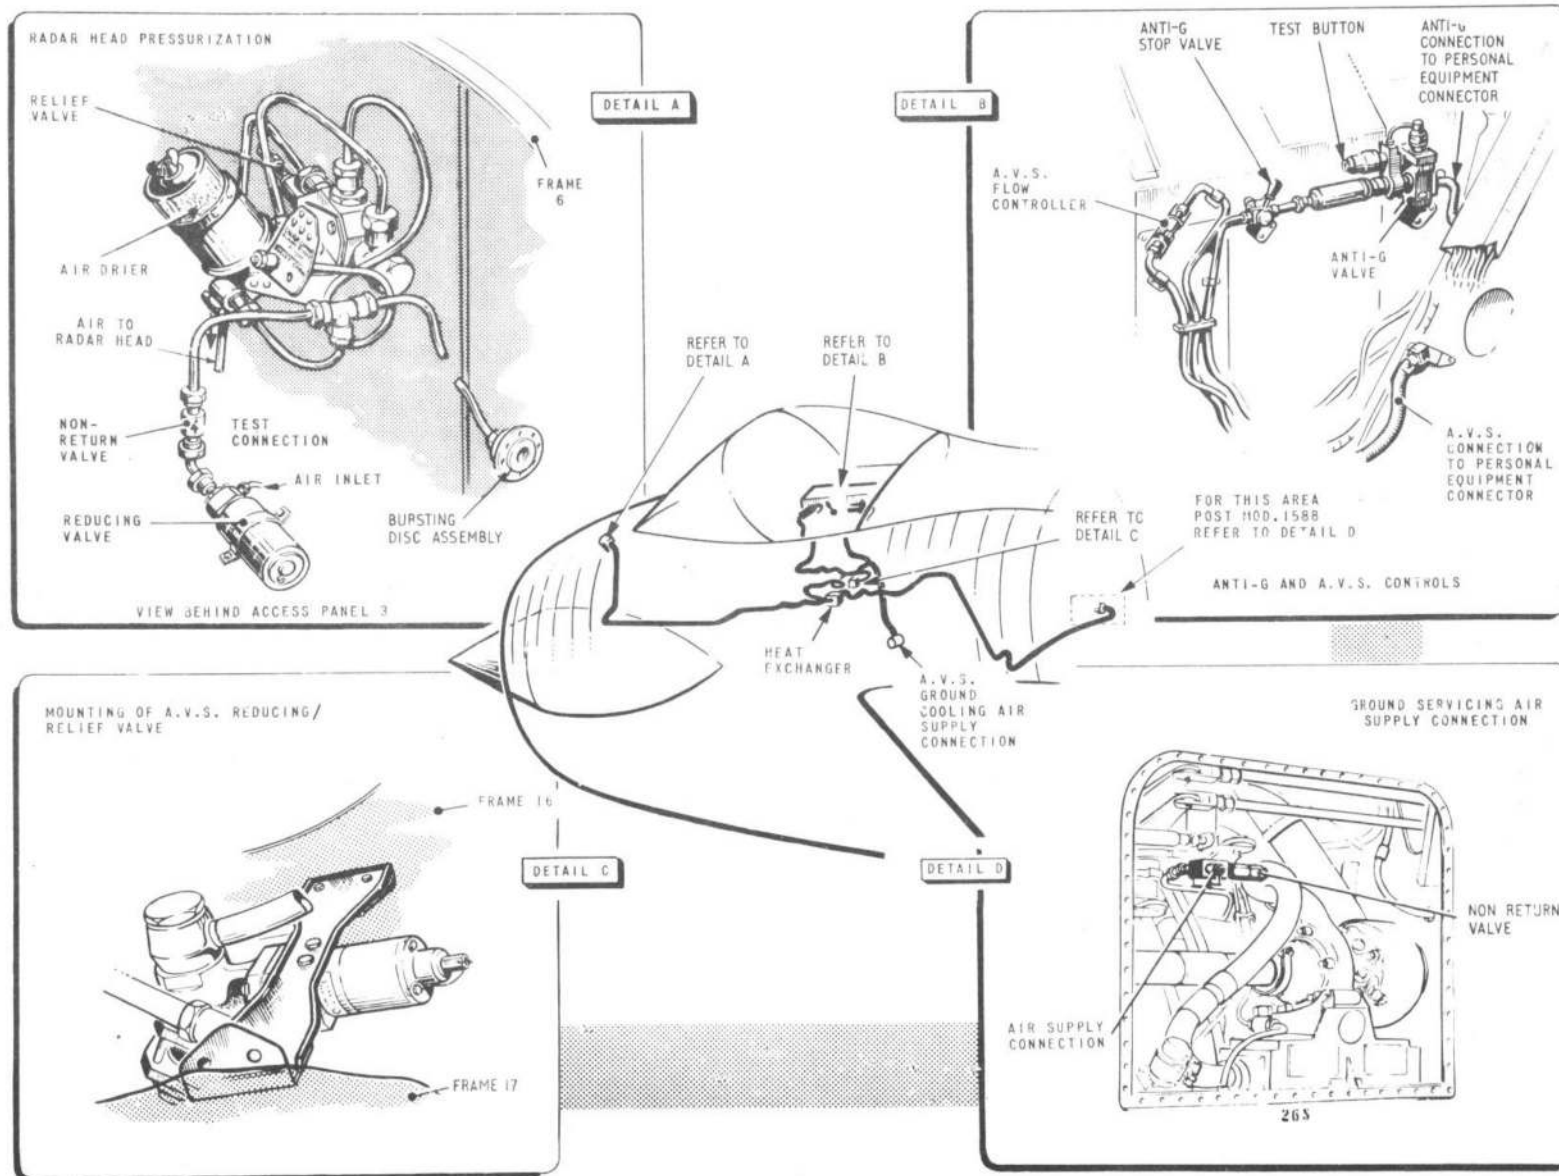 RADAR HEAD PRESSURIZATION
RELIEF
VALVE
AIR DRIER
AIR TO
RADAR HEAD
NON-
RETURN
VALVE
TEST
CONNECTION
AIR INLET
REDUCING
VALVE
BURSTING
DISC ASSEMBLY
FRAME
6
VIEW BEHIND ACCESS PANEL 3
DETAIL A
DETAIL B
ANTI-G
STOP VALVE
TEST BUTTON
ANTI-G
CONNECTION
TO PERSONAL
EQUIPMENT
CONNECTOR
A.V.S.
FLOW
CONTROLLER
ANTI-G
VALVE
A.V.S.
CONNECTION
TO PERSONAL
EQUIPMENT
CONNECTOR
ANTI-G AND A.V.S. CONTROLS
REFER TO
DETAIL A
REFER TO
DETAIL B
REFER TO
DETAIL C
FOR THIS AREA
POST MOD.1588
REFER TO DETAIL D
HEAT
EXCHANGER
A.V.S.
GROUND
COOLING AIR
SUPPLY
CONNECTION
MOUNTING OF A.V.S. REDUCING/
RELIEF VALVE
FRAME 16
FRAME 17
DETAIL C
DETAIL D
GROUND SERVICING AIR
SUPPLY CONNECTION
NON RETURN
VALVE
AIR SUPPLY
CONNECTION
26S